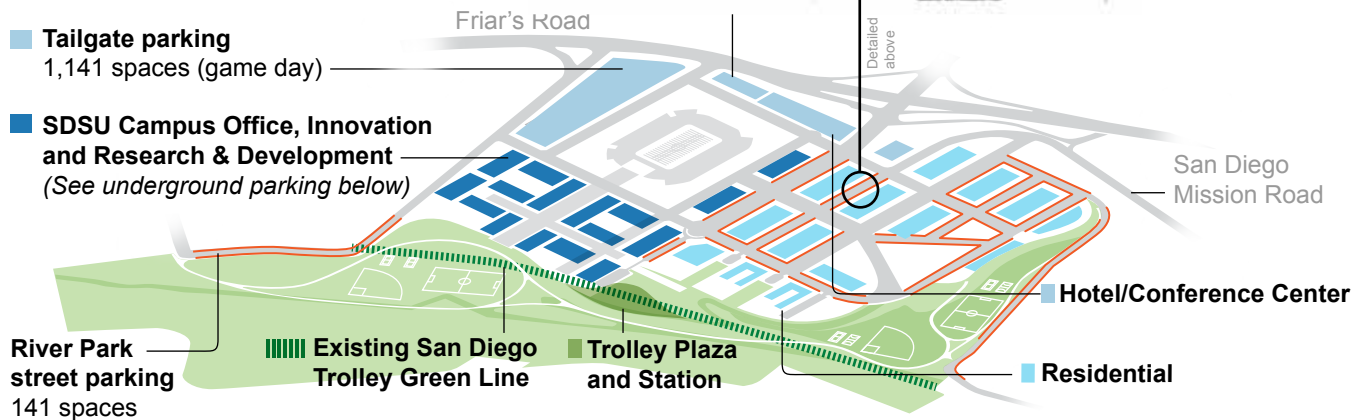 Friar's Road
Detailed
above
Tailgate parking
1,141 spaces (game day)
SDSU Campus Office, Innovation
and Research & Development
(See underground parking below)
San Diego
Mission Road
Hotel/Conference Center
River Park
street parking
141 spaces
Existing San Diego
Trolley Green Line
Trolley Plaza
and Station
Residential